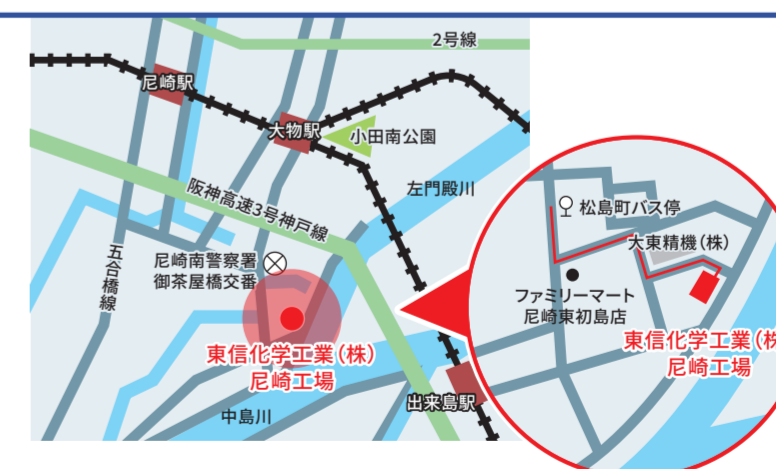 2号線
尼崎駅
大物駅
小田南公園
阪神高速3号神戸線
左門殿川
五合橋線
尼崎南警察署
御茶屋橋交番
東信化学工業(株)
尼崎工場
中島川
出来島駅
松島町バス停
大東精機(株)
ファミリーマート
尼崎東初島店
東信化学工業(株
尼崎工場